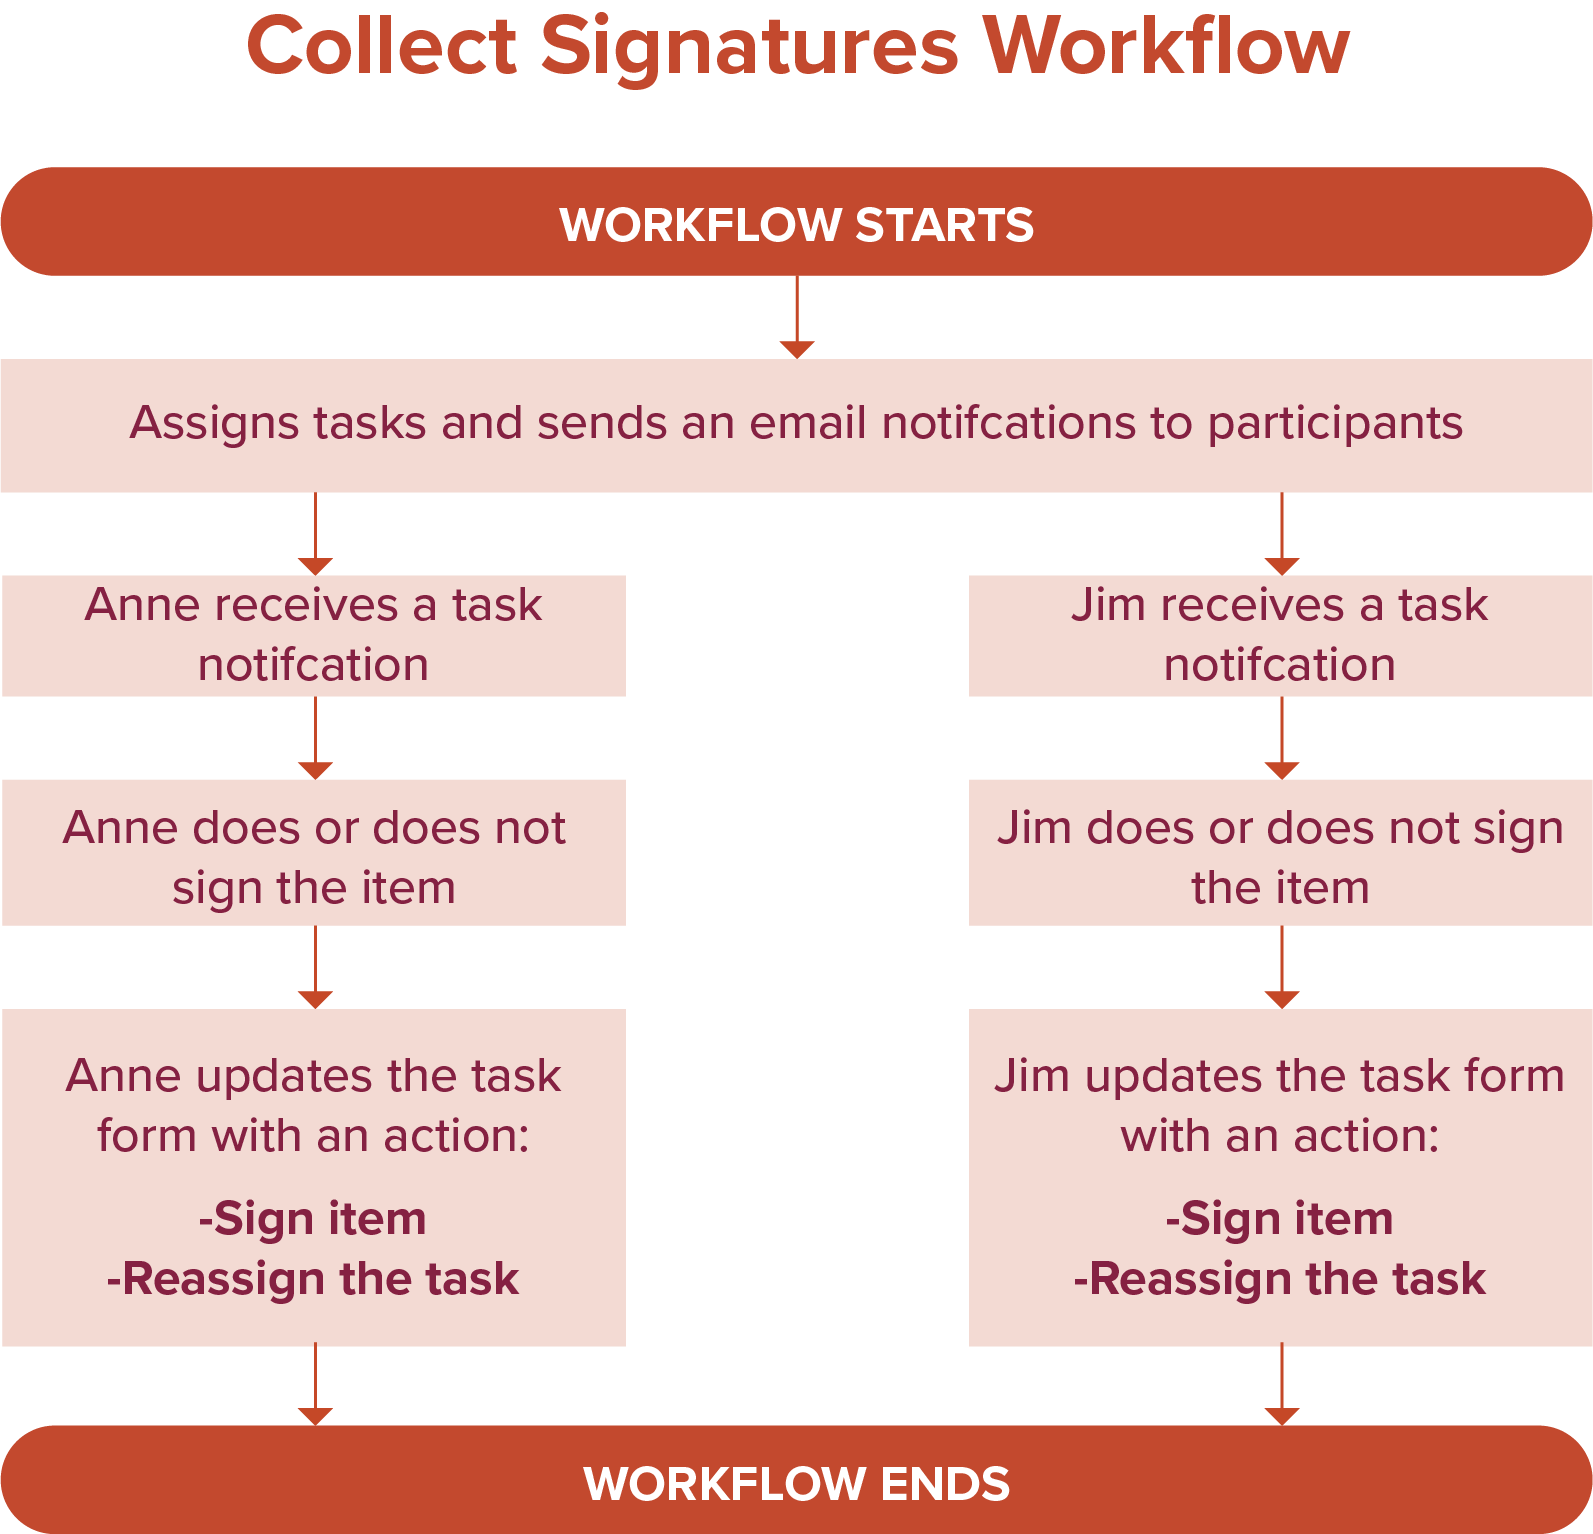 Collect Signatures Workflow
WORKFLOW STARTS
Assigns tasks and sends an email notifcations to participants
Anne receives a task
notifcation
Anne does or does not
sign the item
Anne updates the task
form with an action:
-Sign item
-Reassign the task
Jim receives a task
notifcation
Jim does or does not sign
the item
Jim updates the task form
with an action:
-Sign item
-Reassign the task
WORKFLOW ENDS